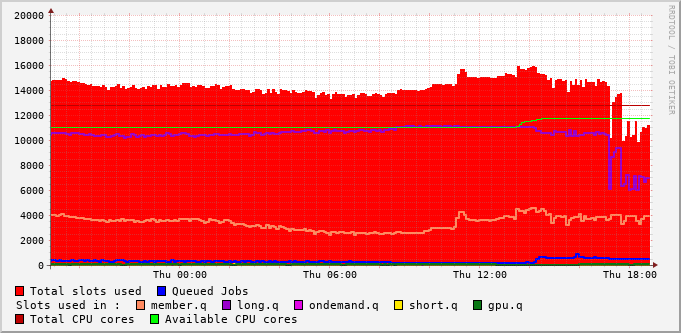 20000
18000
16000
14000
12000
10000
8000
6000
4000
2000
0
Thu 00:00 Thu 06:00 Thu 12:00 Thu 18:00
RRDTOOL / TOBI OETIKER
Total slots used Queued Jobs
Slots used in : member.q long.q ondemand.q short.q gpu.q
Total CPU cores Available CPU cores